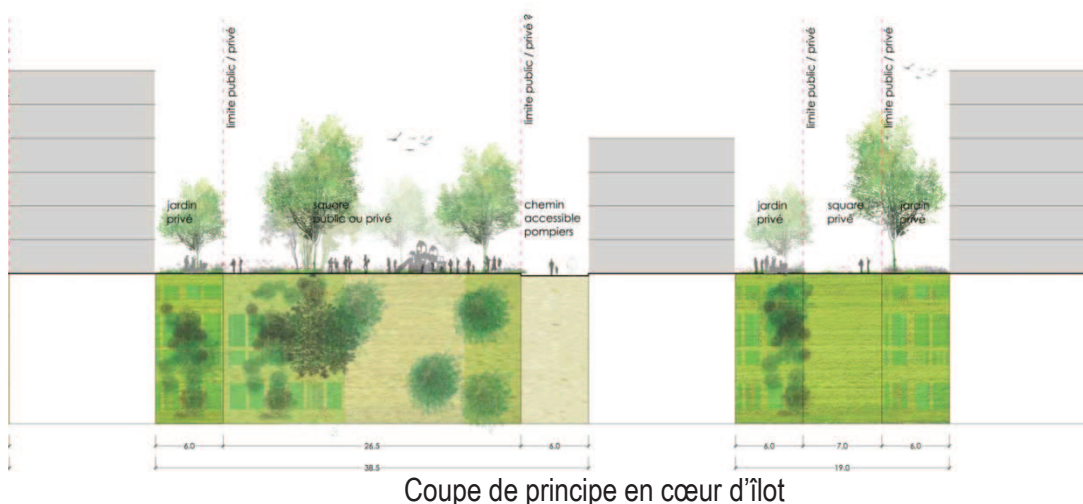 limite public / privé
limite public / privé ?
limite public / privé
limite public / privé
jardin
privé
square
public ou privé
chemin
accessible
pompiers
jardin
privé
square
privé
jardin
privé
6.0
26.5
6.0
38.5
6.0
7.0
6.0
19.0
Coupe de principe en cœur d'îlot